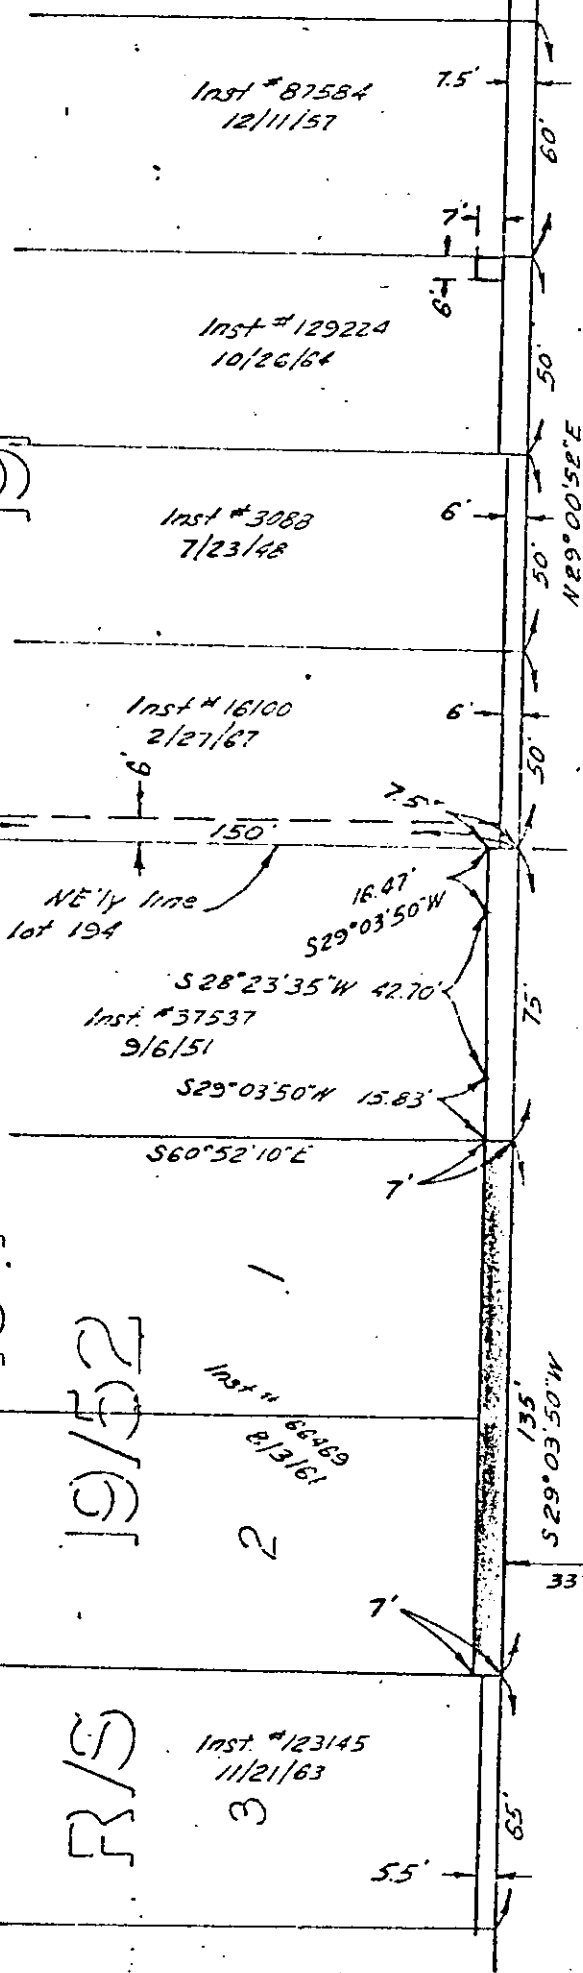 7.5'
Inst #87584
12/11/57
60'
7'
6'
Inst #129224
10/26/64
50'
N29°00'52"E
6'
Inst #3088
7/23/48
50'
Inst #16100
2/27/67
6'
50'
6'
7.5'
150'
NE'ly line
lot 194
16.47'
S29°03'50"W
S28°23'35"W 42.70'
Inst. #37537
9/6/51
75'
S29°03'50"W 15.83'
S60°52'10"E
7'
1
19/52
Inst # 66469
8/3/61
135'
S29°03'50"W
2
33
7'
R/S
Inst. #123145
11/21/63
3
65'
5.5'